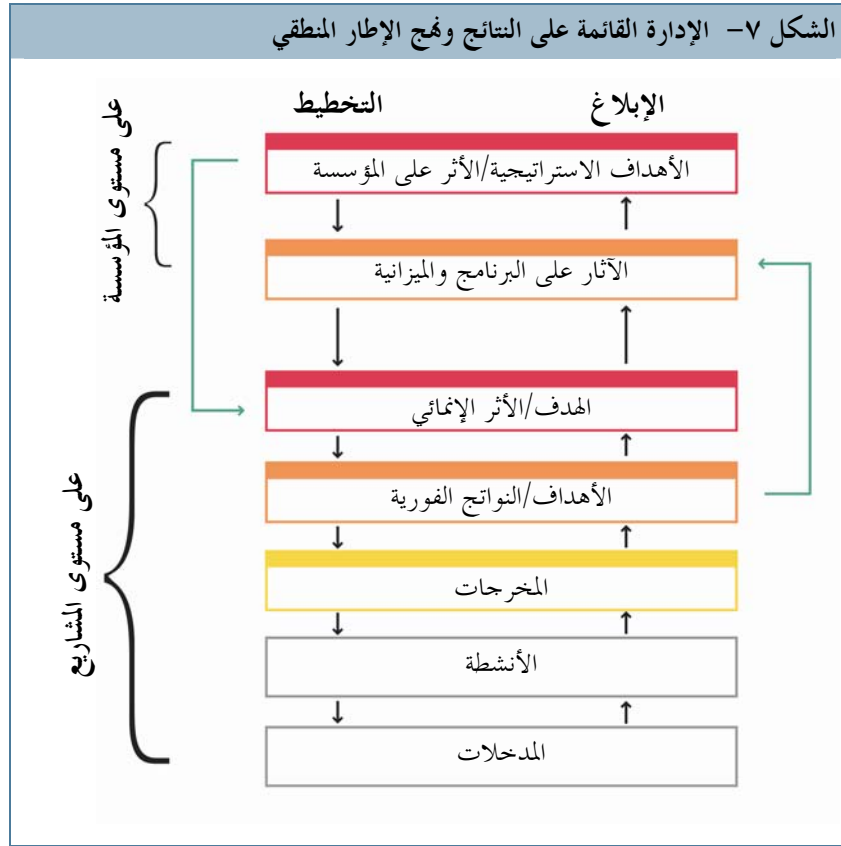 الشكل ٧- الإدارة القائمة على النتائج ونهج الإطار المنطقي
الإبلاغ
التخطيط
على مستوى المؤسسة
الأهداف الاستراتيجية/الأثر على المؤسسة
الآثار على البرنامج والميزانية
على مستوى المشاريع
الهدف/الأثر الإنمائي
الأهداف/النواتج الفورية
المخرجات
الأنشطة
المدخلات